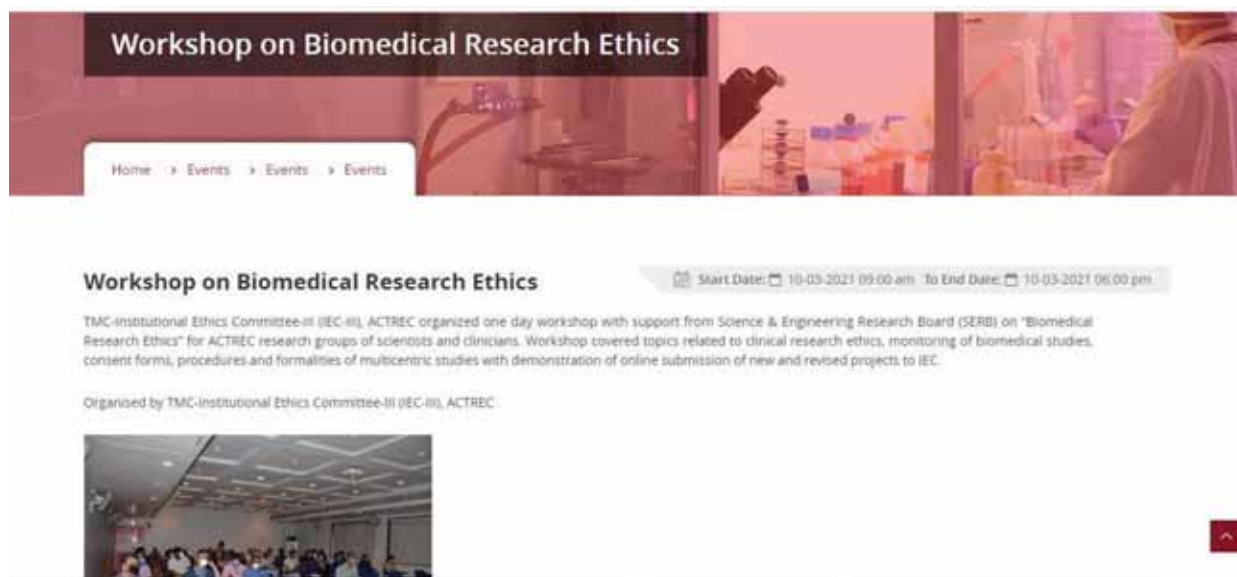 Workshop on Biomedical Research Ethics
Home > Events > Events > Events
Workshop on Biomedical Research Ethics
Start Date: 10-03-2021 09:00 am To End Date: 10-03-2021 06:00 pm
TMC-Institutional Ethics Committee-III (IEC-III), ACTREC organized one day workshop with support from Science & Engineering Research Board (SERB) on "Biomedical
Research Ethics" for ACTREC research groups of scientists and clinicians. Workshop covered topics related to clinical research ethics, monitoring of biomedical studies,
consent forms, procedures and formalities of multicentric studies with demonstration of online submission of new and revised projects to IEC.
Organised by TMC-Institutional Ethics Committee-III (IEC-III), ACTREC